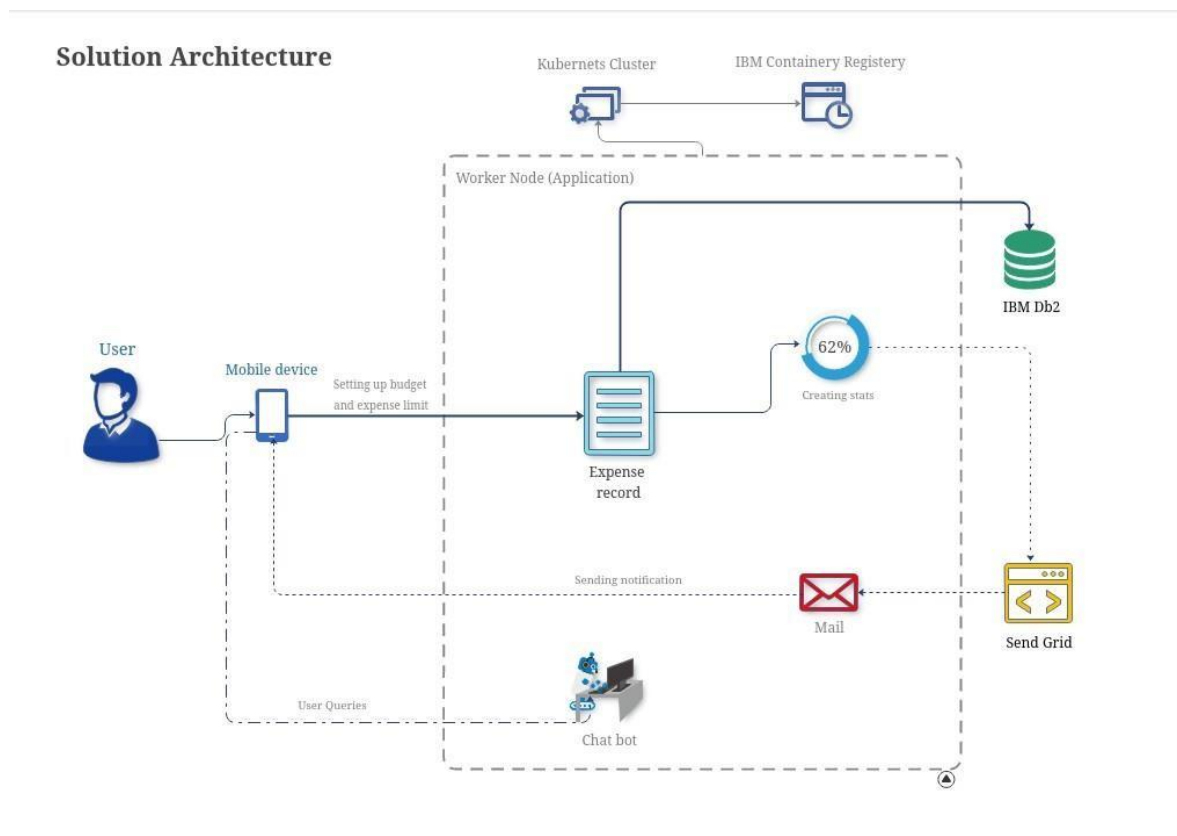 Solution Architecture
Kubernets Cluster
IBM Containery Registery
Worker Node (Application)
IBM Db2
User
Mobile device
Setting up budget
and expense limit
62%
Creating stats
Expense
record
Sending notification
Mail
Send Grid
User Queries
Chat bot